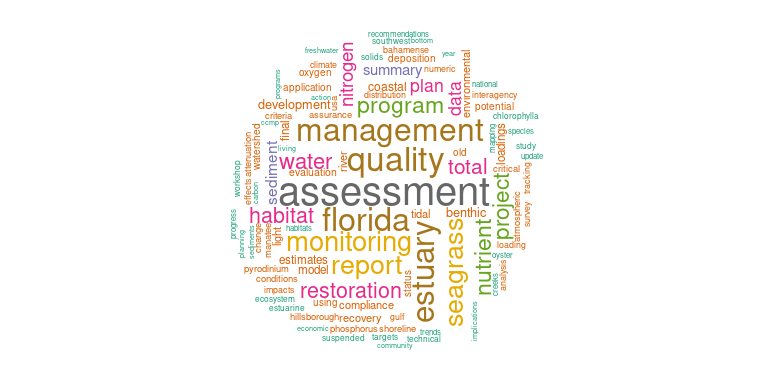 recommendations
southwest bottom
freshwater
bahamense
year
solids
deposition
climate
oxygen
summary
numeric
nitrogen
programs
application
coastal
plan
data
environmental
national
action
distribution
interagency
development
usa
program
potential
criteria
assurance
chlorophylla
ccmp
final
management
mapping
species
watershed
loadings
study
living
quality
old
update
attenuation
sediment
water
river
total
critical
workshop
evaluation
tracking
effects
carbon
assessment
project
habitat
florida
tidal
benthic
atmospheric
survey
progress
change
manatee
light
habitats
monitoring
estuary
seagrass
nutrient
loading
planning
sediments
estimates
report
oyster
pyrodinium
model
status
creeks
analysis
conditions
impacts
restoration
ecosystem
using
compliance
estuarine
hillsborough
recovery
gulf
implications
economic
phosphorus
shoreline
trends
suspended
targets
technical
community